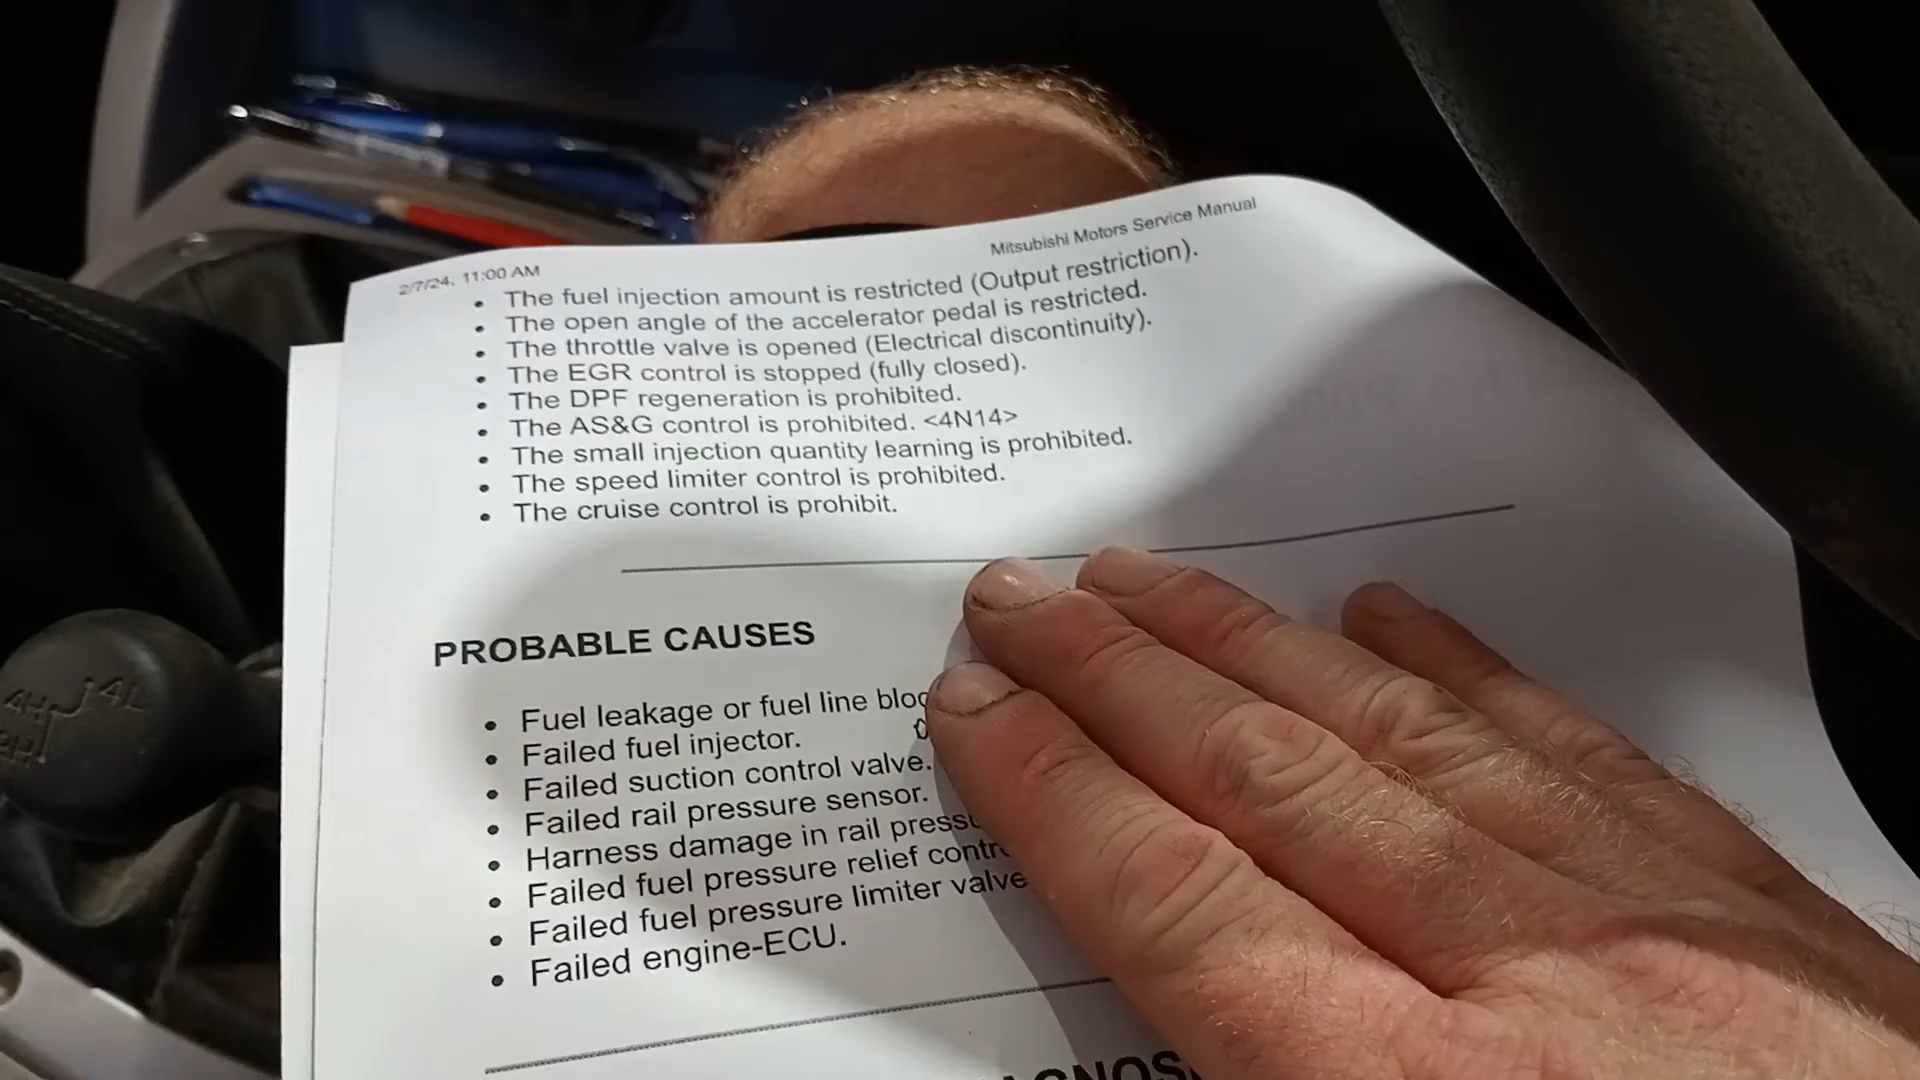 2/7/24, 11:00 AM
Mitsubishi Motors Service Manual
• The fuel injection amount is restricted (Output restriction).
• The open angle of the accelerator pedal is restricted.
• The throttle valve is opened (Electrical discontinuity).
• The EGR control is stopped (fully closed).
• The DPF regeneration is prohibited.
• The AS&G control is prohibited. <4N14>
• The small injection quantity learning is prohibited.
• The speed limiter control is prohibited.
• The cruise control is prohibit.
PROBABLE CAUSES
• Fuel leakage or fuel line
• Failed fuel injector.
• Failed suction control valve.
• Failed rail pressure sensor.
• Harness damage in rail
• Failed fuel pressure relief
• Failed fuel pressure limiter valve
• Failed engine-ECU.
4H 4L